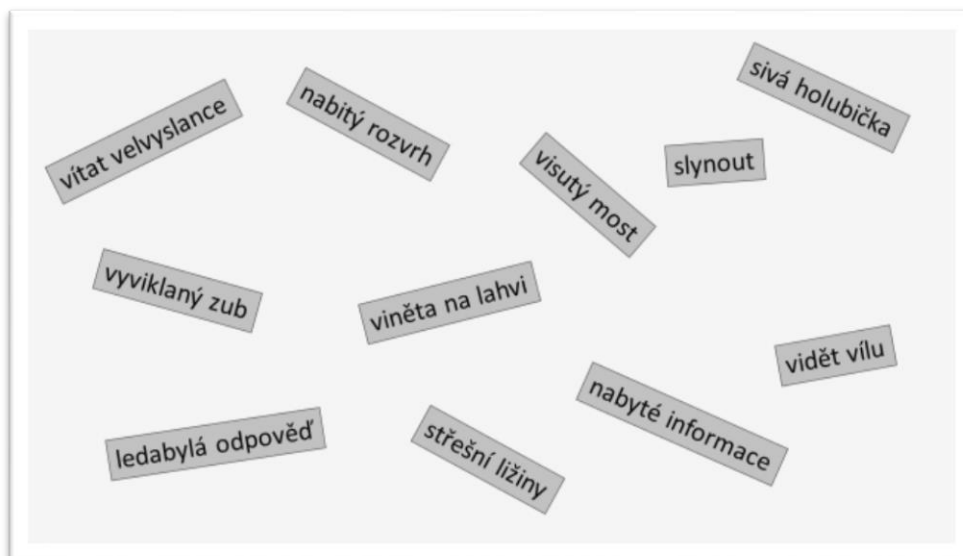 vítat velvyslance
nabitý rozvrh
sivá holubička
visutý most
slynout
vyviklaný zub
viněta na lahvi
vidět vílu
ledabylá odpověď
střešní ližiny
nabyté informace